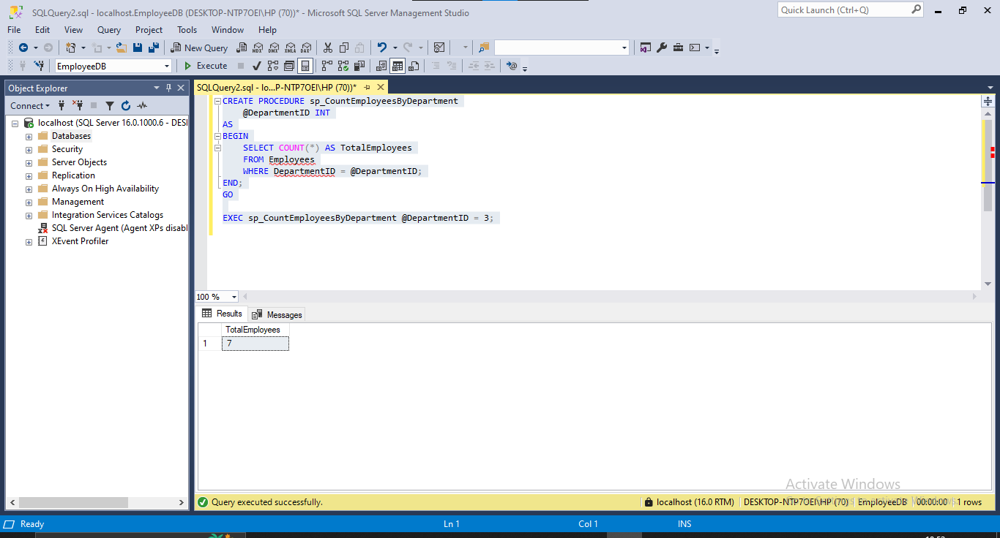 SQLQuery2.sql - localhost.EmployeeDB (DESKTOP-NTP7OEI\HP (70))* - Microsoft SQL Server Management Studio
Quick Launch (Ctrl+Q)
File Edit View Query Project Tools Window Help
New Query MDX DMX XMLA DAX
EmployeeDB Execute
Object Explorer
Connect
localhost (SQL Server 16.0.1000.6 - DESI
Databases
Security
Server Objects
Replication
Always On High Availability
Management
Integration Services Catalogs
SQL Server Agent (Agent XPs disabl
XEvent Profiler
SQLQuery2.sql - lo...P-NTP7OEI\HP (70))*
CREATE PROCEDURE sp_CountEmployeesByDepartment
@DepartmentID INT
AS
BEGIN
SELECT COUNT(*) AS TotalEmployees
FROM Employees
WHERE DepartmentID = @DepartmentID;
END;
GO
EXEC sp_CountEmployeesByDepartment @DepartmentID = 3;
100 %
Results Messages
TotalEmployees
1 7
Activate Windows
Query executed successfully. localhost (16.0 RTM) DESKTOP-NTP7OEI\HP (70) EmployeeDB 00:00:00 1 rows
Ready Ln 1 Col 1 INS